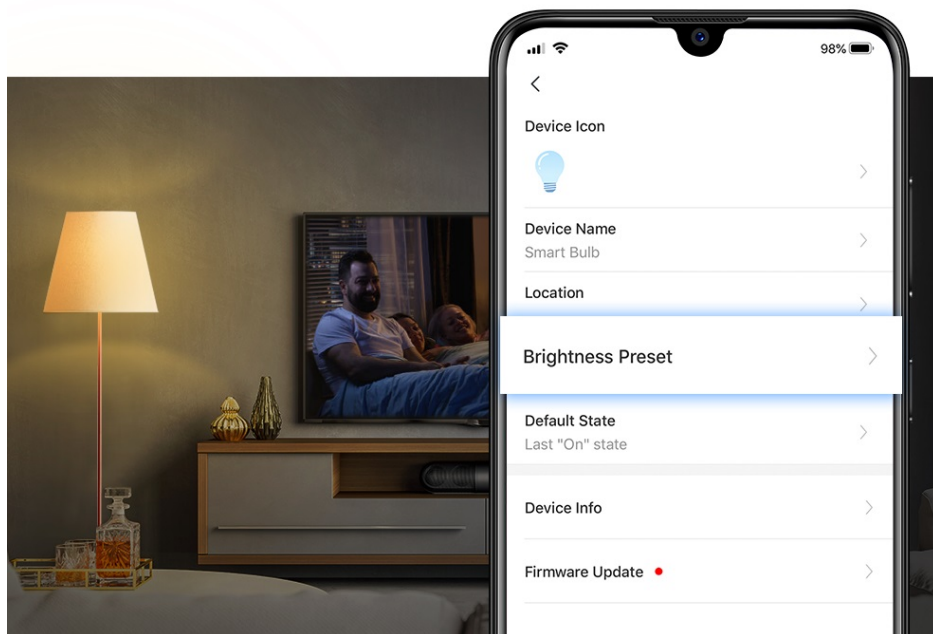 98%
Device Icon
Device Name
Smart Bulb
Location
Brightness Preset
Default State
Last "On" state
Device Info
Firmware Update